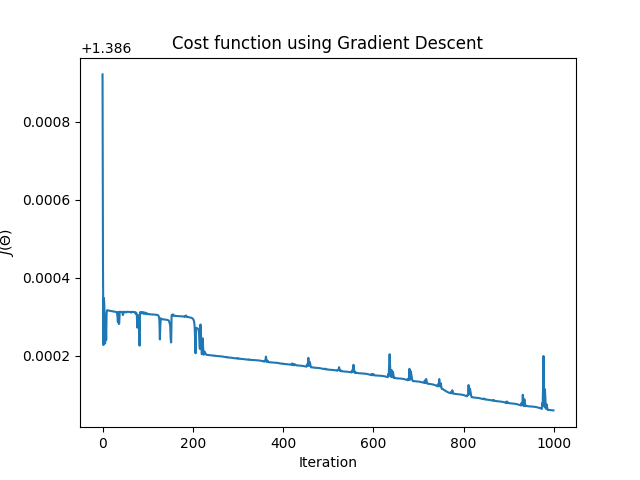 Cost function using Gradient Descent
+1.386
0.0008
0.0006
0.0004
0.0002
J(Θ)
0 200 400 600 800 1000
Iteration